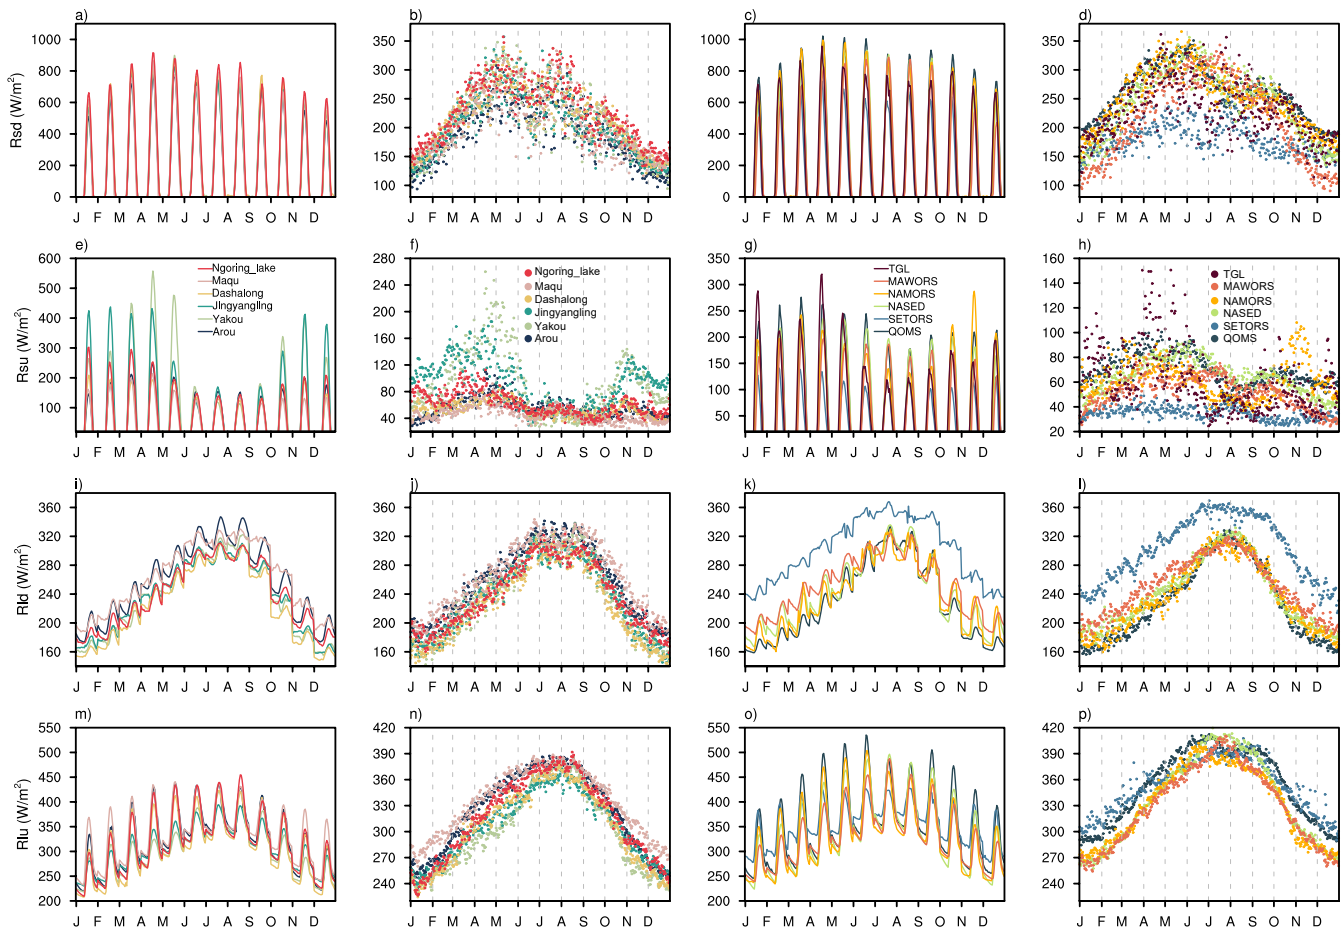 a)
b)
c)
d)
Rsd (W/m2)
1000
800
600
400
200
0
J F M A M J J A S O N D
350
300
250
200
150
100
J F M A M J J A S O N D
1000
800
600
400
200
0
J F M A M J J A S O N D
350
300
250
200
150
100
J F M A M J J A S O N D
e)
f)
g)
h)
Rsu (W/m2)
600
500
400
300
200
100
Ngoring_lake
Maqu
Dashalong
JIngyangIIng
Yakou
Arou
J F M A M J J A S O N D
280
240
200
160
120
80
40
Ngoring_lake
Maqu
Dashalong
Jingyangling
Yakou
Arou
J F M A M J J A S O N D
350
300
250
200
150
100
50
TGL
MAWORS
NAMORS
NASED
SETORS
QOMS
J F M A M J J A S O N D
160
140
120
100
80
60
40
20
TGL
MAWORS
NAMORS
NASED
SETORS
QOMS
J F M A M J J A S O N D
i)
j)
k)
l)
Rld (W/m2)
360
320
280
240
200
160
J F M A M J J A S O N D
360
320
280
240
200
160
J F M A M J J A S O N D
360
320
280
240
200
160
J F M A M J J A S O N D
360
320
280
240
200
160
J F M A M J J A S O N D
m)
n)
o)
p)
Rlu (W/m2)
550
500
450
400
350
300
250
200
J F M A M J J A S O N D
420
390
360
330
300
270
240
J F M A M J J A S O N D
550
500
450
400
350
300
250
200
J F M A M J J A S O N D
420
390
360
330
300
270
240
J F M A M J J A S O N D